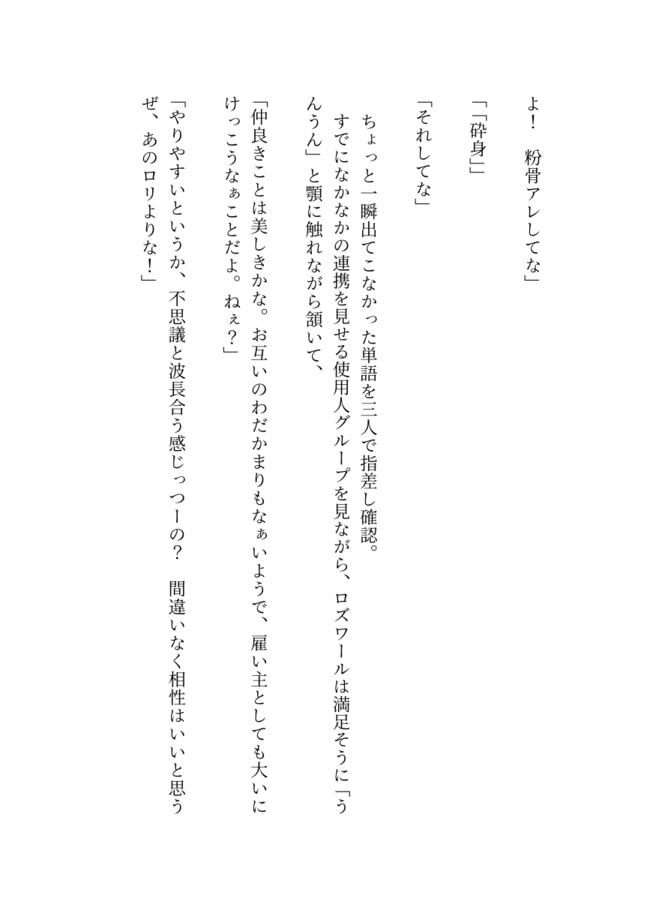 よ！　粉骨アレしてな」
「「砕身」」
「それしてな」
ちょっと一瞬出てこなかった単語を三人で指差し確認。
すでになかなかの連携を見せる使用人グループを見ながら、ロズワールは満足そうに「う
んうん」と顎に触れながら頷いて、
「仲良きことは美しきかな。お互いのわだかまりもなぁいようで、雇い主としても大いに
けっこうなぁことだよ。ねぇ？」
「やりやすいというか、不思議と波長合う感じっつーの？　間違いなく相性はいいと思う
ぜ、あのロリよりな！」